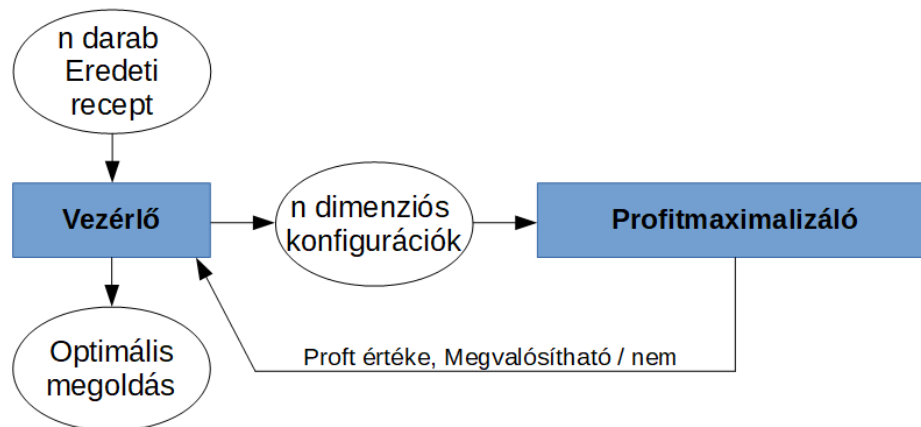 n darab
Eredeti
recept
Vezérlő
n dimenziós
konfigurációk
Profitmaximalizáló
Optimális
megoldás
Proft értéke, Megvalósítható / nem